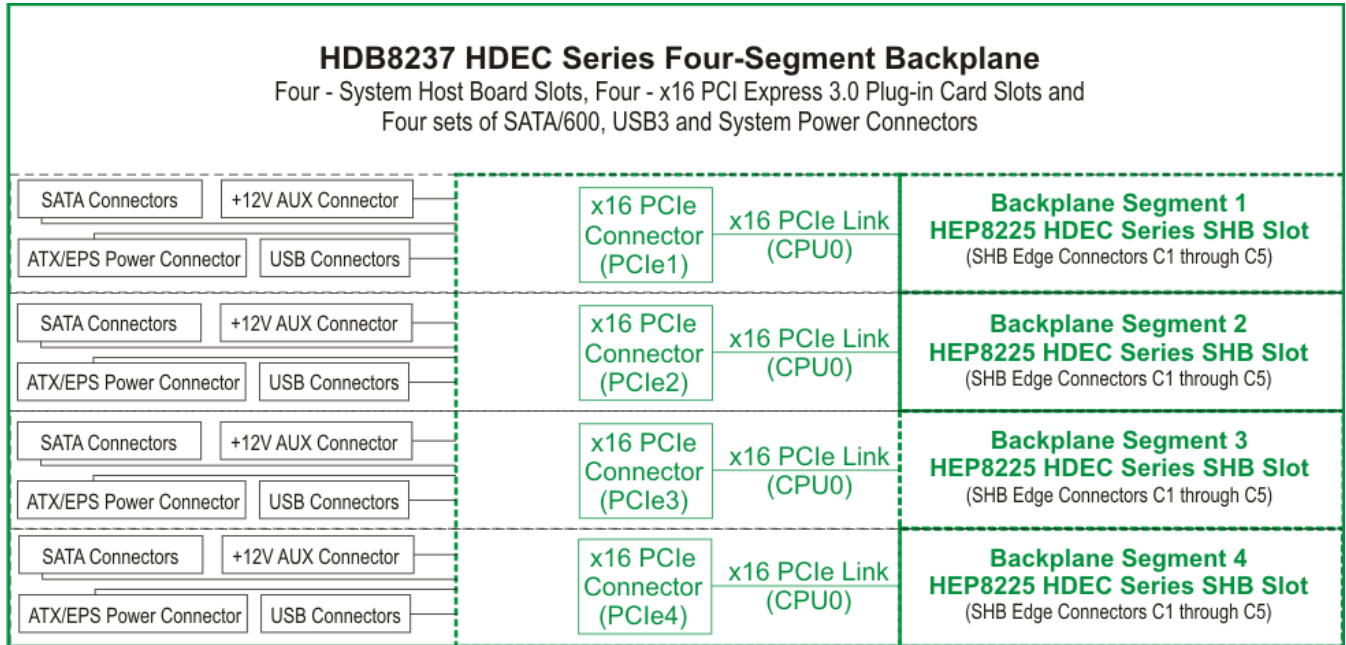 HDB8237 HDEC Series Four-Segment Backplane
Four - System Host Board Slots, Four - x16 PCI Express 3.0 Plug-in Card Slots and
Four sets of SATA/600, USB3 and System Power Connectors
SATA Connectors
+12V AUX Connector
ATX/EPS Power Connector
USB Connectors
x16 PCIe
Connector
(PCIe1)
x16 PCIe Link
(CPU0)
Backplane Segment 1
HEP8225 HDEC Series SHB Slot
(SHB Edge Connectors C1 through C5)
SATA Connectors
+12V AUX Connector
ATX/EPS Power Connector
USB Connectors
x16 PCIe
Connector
(PCIe2)
x16 PCIe Link
(CPU0)
Backplane Segment 2
HEP8225 HDEC Series SHB Slot
(SHB Edge Connectors C1 through C5)
SATA Connectors
+12V AUX Connector
ATX/EPS Power Connector
USB Connectors
x16 PCIe
Connector
(PCIe3)
x16 PCIe Link
(CPU0)
Backplane Segment 3
HEP8225 HDEC Series SHB Slot
(SHB Edge Connectors C1 through C5)
SATA Connectors
+12V AUX Connector
ATX/EPS Power Connector
USB Connectors
x16 PCIe
Connector
(PCIe4)
x16 PCIe Link
(CPU0)
Backplane Segment 4
HEP8225 HDEC Series SHB Slot
(SHB Edge Connectors C1 through C5)